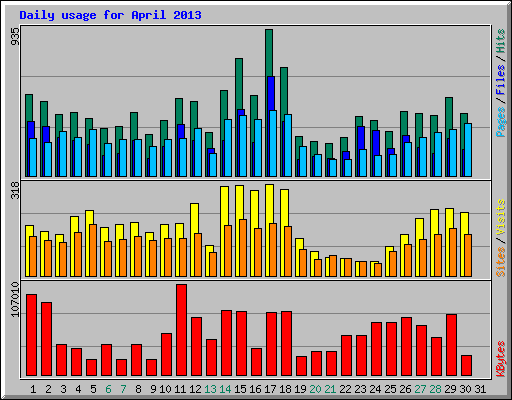 Daily usage for April 2013
935
Pages / Files / Hits
318
Sites / Visits
107010
KBytes
1 2 3 4 5 6 7 8 9 10 11 12 13 14 15 16 17 18 19 20 21 22 23 24 25 26 27 28 29 30 31